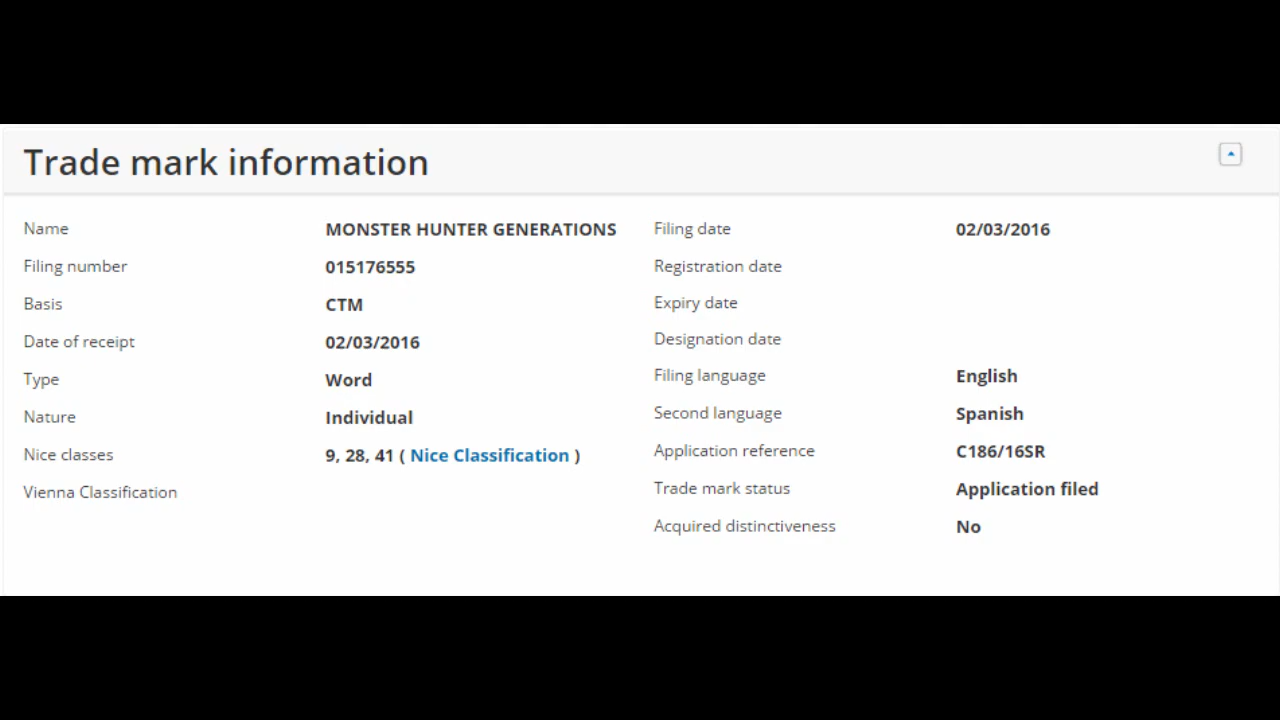 Trade mark information
Name MONSTER HUNTER GENERATIONS
Filing number 015176555
Basis CTM
Date of receipt 02/03/2016
Type Word
Nature Individual
Nice classes 9, 28, 41 ( Nice Classification )
Vienna Classification
Filing date 02/03/2016
Registration date
Expiry date
Designation date
Filing language English
Second language Spanish
Application reference C186/16SR
Trade mark status Application filed
Acquired distinctiveness No